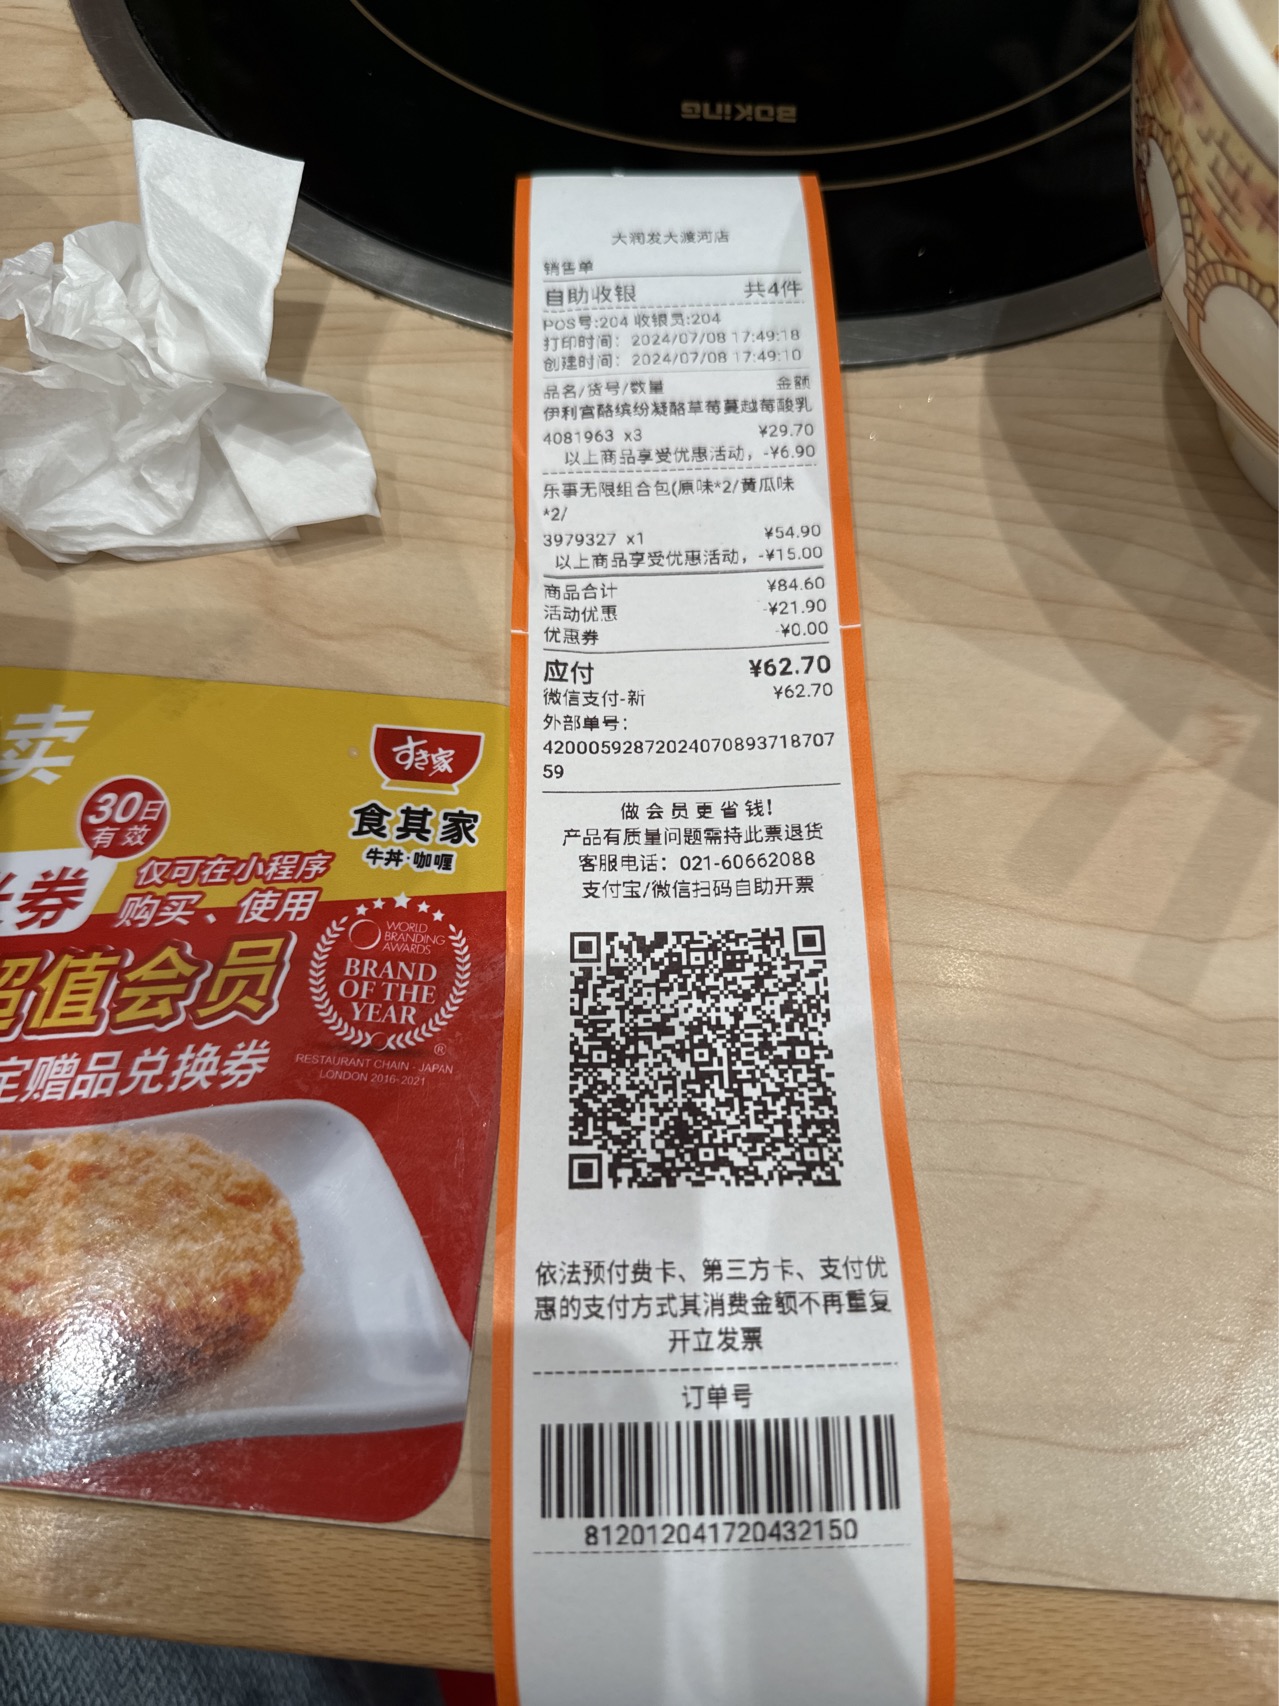 BOKING
大润发大渡河店
销售单
自助收银 共4件
POS号:204 收银员:204
打印时间: 2024/07/08 17:49:18
创建时间: 2024/07/08 17:49:10
品名/货号/数量 金额
伊利宫酪缤纷凝酪草莓蔓越莓酸乳
4081963 x3 ¥29.70
以上商品享受优惠活动, -¥6.90
乐事无限组合包(原味*2/黄瓜味
*2/
3979327 x1 ¥54.90
以上商品享受优惠活动, -¥15.00
商品合计 ¥84.60
活动优惠 -¥21.90
优惠券 -¥0.00
应付 ¥62.70
微信支付-新 ¥62.70
外部单号:
42000592872024070893718707
59
做会员更省钱!
产品有质量问题需持此票退货
客服电话: 021-60662088
支付宝/微信扫码自助开票
依法预付费卡、第三方卡、支付优
惠的支付方式其消费金额不再重复
开立发票
订单号
812012041720432150
卖
すき家
食其家
牛丼·咖喱
30日
有效
券
仅可在小程序
购买、使用
超值会员
定赠品兑换券
WORLD
BRANDING
AWARDS
BRAND
OF THE
YEAR
®
RESTAURANT CHAIN · JAPAN
LONDON 2016-2021